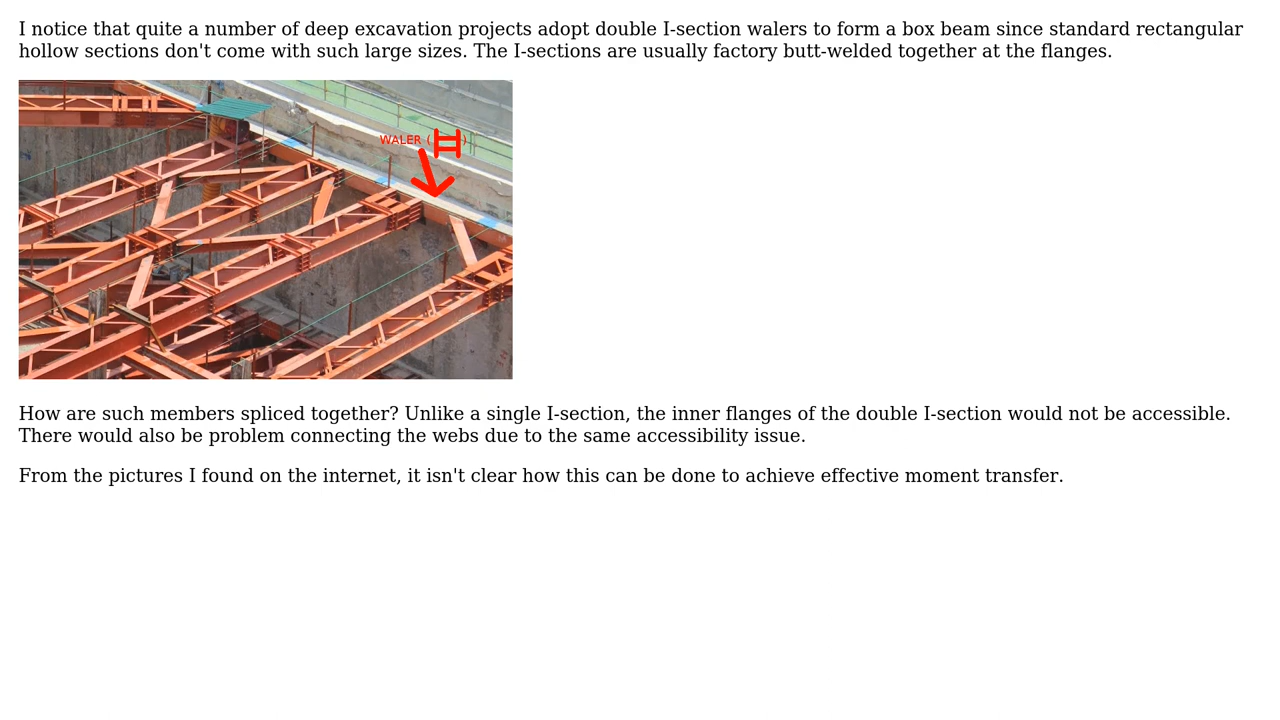 I notice that quite a number of deep excavation projects adopt double I-section walers to form a box beam since standard rectangular
hollow sections don't come with such large sizes. The I-sections are usually factory butt-welded together at the flanges.
WALER ( )
How are such members spliced together? Unlike a single I-section, the inner flanges of the double I-section would not be accessible.
There would also be problem connecting the webs due to the same accessibility issue.
From the pictures I found on the internet, it isn't clear how this can be done to achieve effective moment transfer.